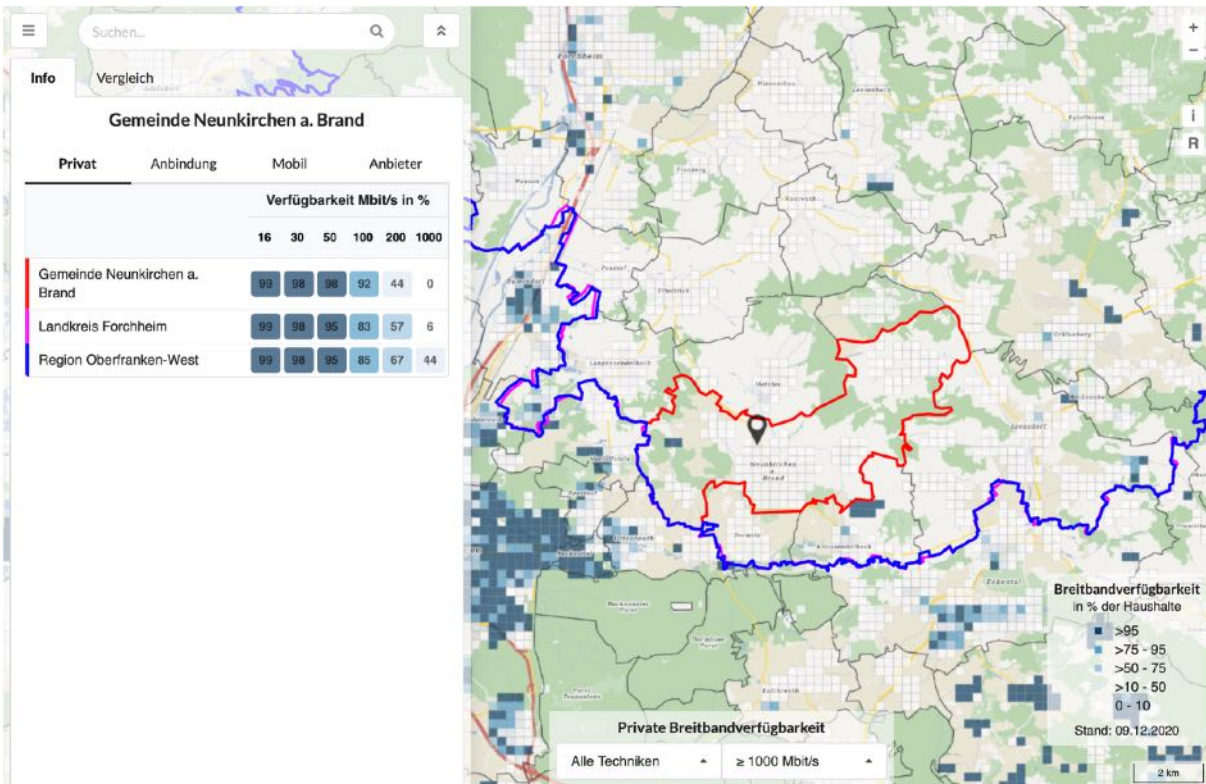 Suchen...
Info
Vergleich
Gemeinde Neunkirchen a. Brand
Privat
Anbindung
Mobil
Anbieter
Verfügbarkeit Mbit/s in %
16 30 50 100 200 1000
Gemeinde Neunkirchen a.
Brand
99 98 98 92 44 0
Landkreis Forchheim
99 98 95 83 57 6
Region Oberfranken-West
99 98 95 85 67 44
+
−
i
R
Forchheim
Neunkirchen
a.
Brand
Breitbandverfügbarkeit
in % der Haushalte
>95
>75 - 95
>50 - 75
>10 - 50
0 - 10
Stand: 09.12.2020
2 km
Private Breitbandverfügbarkeit
Alle Techniken
≥ 1000 Mbit/s